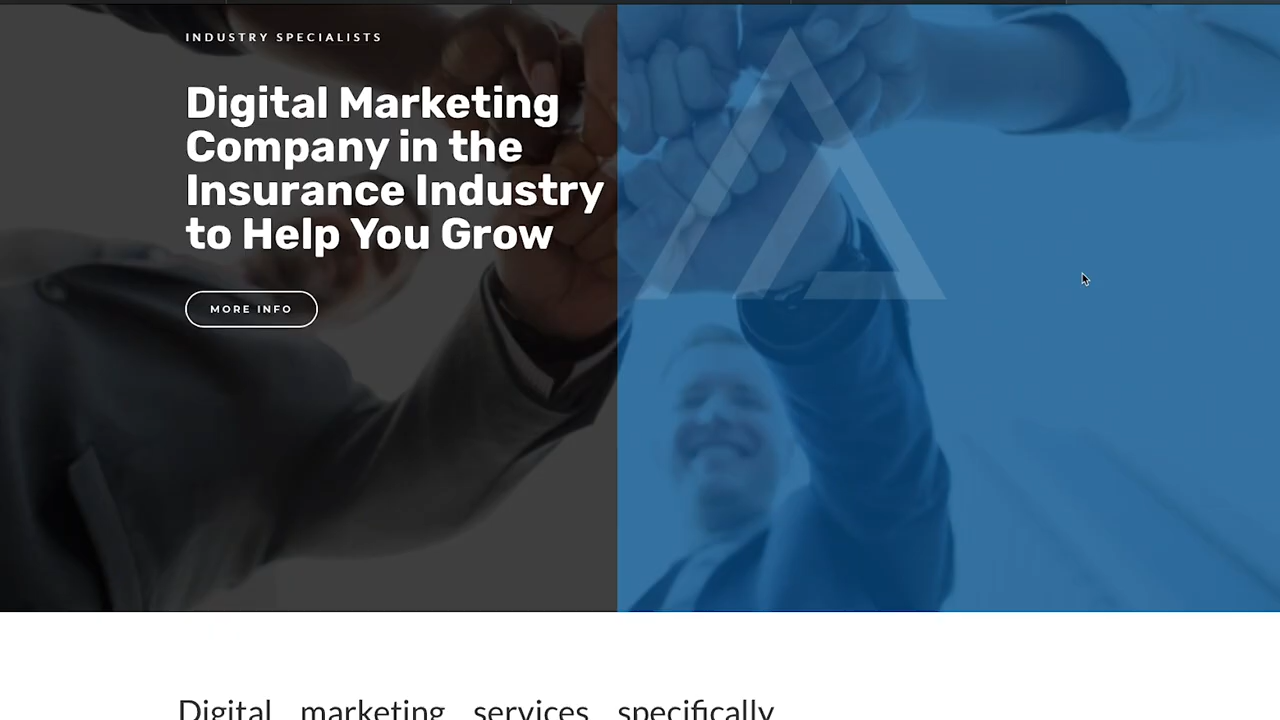 INDUSTRY SPECIALISTS
Digital Marketing
Company in the
Insurance Industry
to Help You Grow
MORE INFO
Digital marketing services specifically